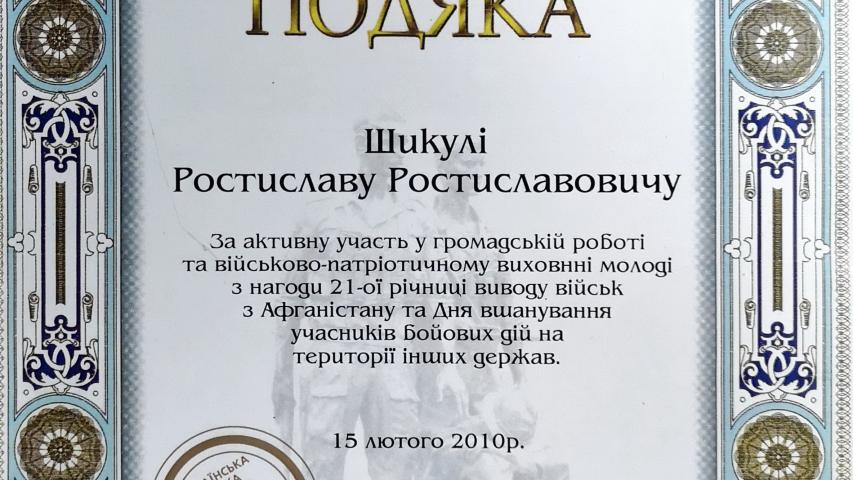 ПОДЯКА
Шикулі
Ростиславу Ростиславовичу
За активну участь у громадській роботі
та військово-патріотичному виховнні молоді
з нагоди 21-ої річниці виводу військ
з Афганістану та Дня вшанування
учасників бойових дій на
території інших держав.
15 лютого 2010р.